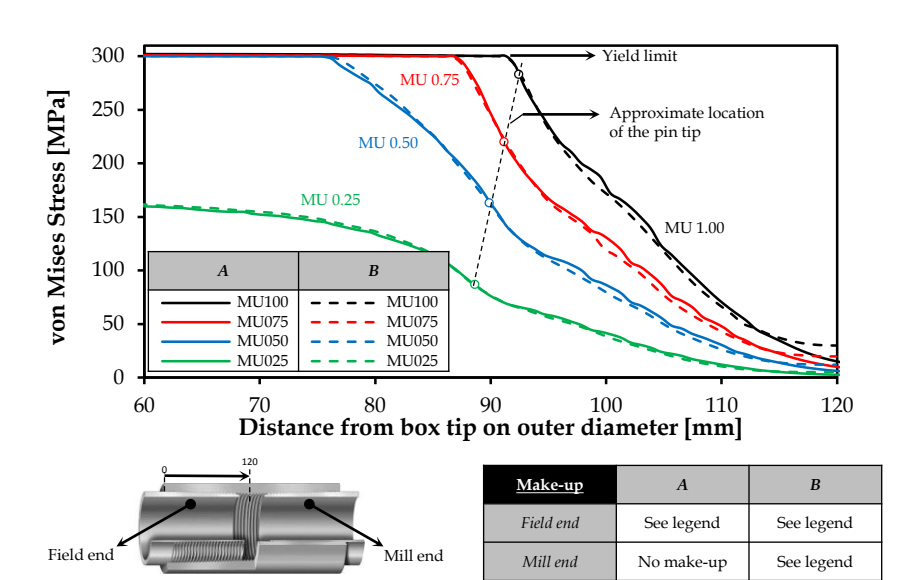 von Mises Stress [MPa]
300
250
200
150
100
50
0
Yield limit
MU 0.75
Approximate location
of the pin tip
MU 0.50
MU 0.25
MU 1.00
A B
MU100 MU100
MU075 MU075
MU050 MU050
MU025 MU025
60 70 80 90 100 110 120
Distance from box tip on outer diameter [mm]
0 120
Field end Mill end
Make-up A B
Field end See legend See legend
Mill end No make-up See legend